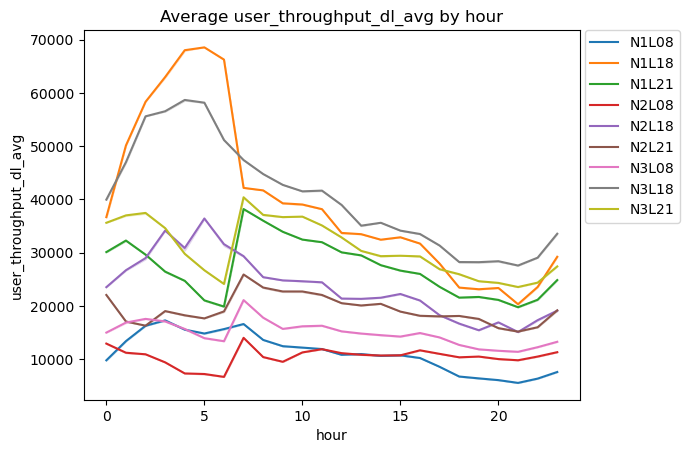 Average user_throughput_dl_avg by hour
user_throughput_dl_avg
70000
60000
50000
40000
30000
20000
10000
0
5
10
15
20
hour
N1L08
N1L18
N1L21
N2L08
N2L18
N2L21
N3L08
N3L18
N3L21